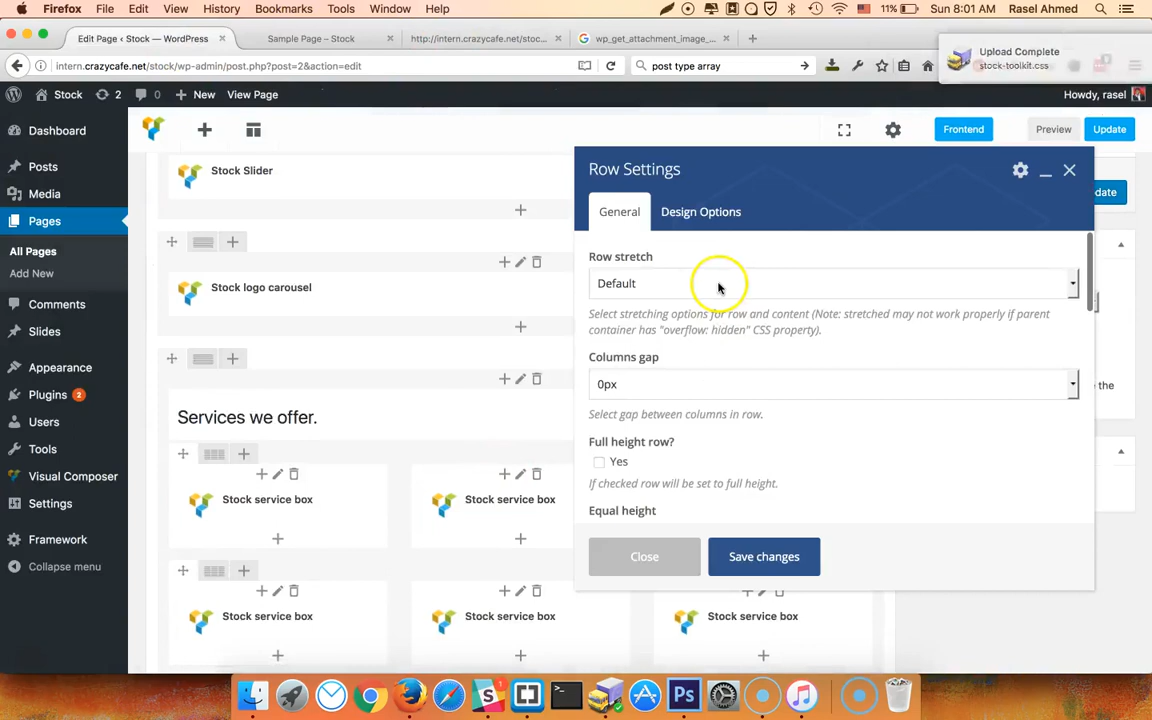 Firefox File Edit View History Bookmarks Tools Window Help 11% Sun 8:01 AM Rasel Ahmed
Edit Page ‹ Stock — WordPress Sample Page – Stock http://intern.crazycafe.net/stoc... wp_get_attachment_image_...
intern.crazycafe.net/stock/wp-admin/post.php?post=2&action=edit post type array
Upload Complete
stock-toolkit.css
Stock 2 New View Page Howdy, rasel
Dashboard
Posts
Media
Pages
All Pages
Add New
Comments
Slides
Appearance
Plugins 2
Users
Tools
Visual Composer
Settings
Framework
Collapse menu
Frontend Preview Update
date
the
Stock Slider
Stock logo carousel
Services we offer.
Stock service box Stock service box
Stock service box Stock service box Stock service box
Row Settings
General Design Options
Row stretch
Default
Select stretching options for row and content (Note: stretched may not work properly if parent
container has "overflow: hidden" CSS property).
Columns gap
0px
Select gap between columns in row.
Full height row?
Yes
If checked row will be set to full height.
Equal height
Close Save changes